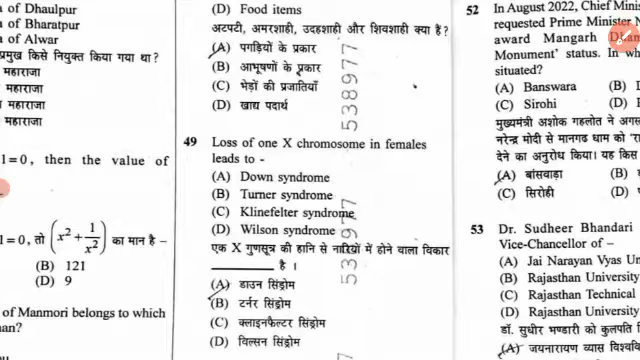 n of Dhaulpur
n of Bharatpur
n of Alwar
प्रमुख किसे नियुक्त किया गया था?
महाराजा
महाराजा
महाराजा
महाराजा
1 = 0, then the value of
1 = 0, तो (x² + 1/x²) का मान है -
(B) 121
(D) 9
of Manmori belongs to which
an?
(D) Food items
अटपटी, अमरशाही, उदहशाही और शिवशाही क्या है?
(A) पगड़ियों के प्रकार
(B) आभूषणों के प्रकार
(C) भेड़ों की प्रजातियाँ
(D) खाद्य पदार्थ
538977
49 Loss of one X chromosome in females
leads to -
(A) Down syndrome
(B) Turner syndrome
(C) Klinefelter syndrome
(D) Wilson syndrome
एक X गुणसूत्र की हानि से नारियों में होने वाला विकार
________ है ।
(A) डाउन सिंड्रोम
(B) टर्नर सिंड्रोम
(C) क्लाइनफैल्टर सिंड्रोम
(D) विल्सन सिंड्रोम
52 In August 2022, Chief Minis
requested Prime Minister N
award Mangarh Dham
Monument' status. In wh
situated?
(A) Banswara (B) D
(C) Sirohi (D)
मुख्यमंत्री अशोक गहलोत ने अगस
नरेन्द्र मोदी से मानगढ धाम को 'रा
देने का अनुरोध किया। यह किस
(A) बांसवाड़ा (B)
(C) सिरोही (D)
53 Dr. Sudheer Bhandari
Vice-Chancellor of –
(A) Jai Narayan Vyas Un
(B) Rajasthan University
(C) Rajasthan Technical
(D) Rajasthan University
डॉ. सुधीर भण्डारी को कुलपति
(A) जयनारायण व्यास विश्ववि